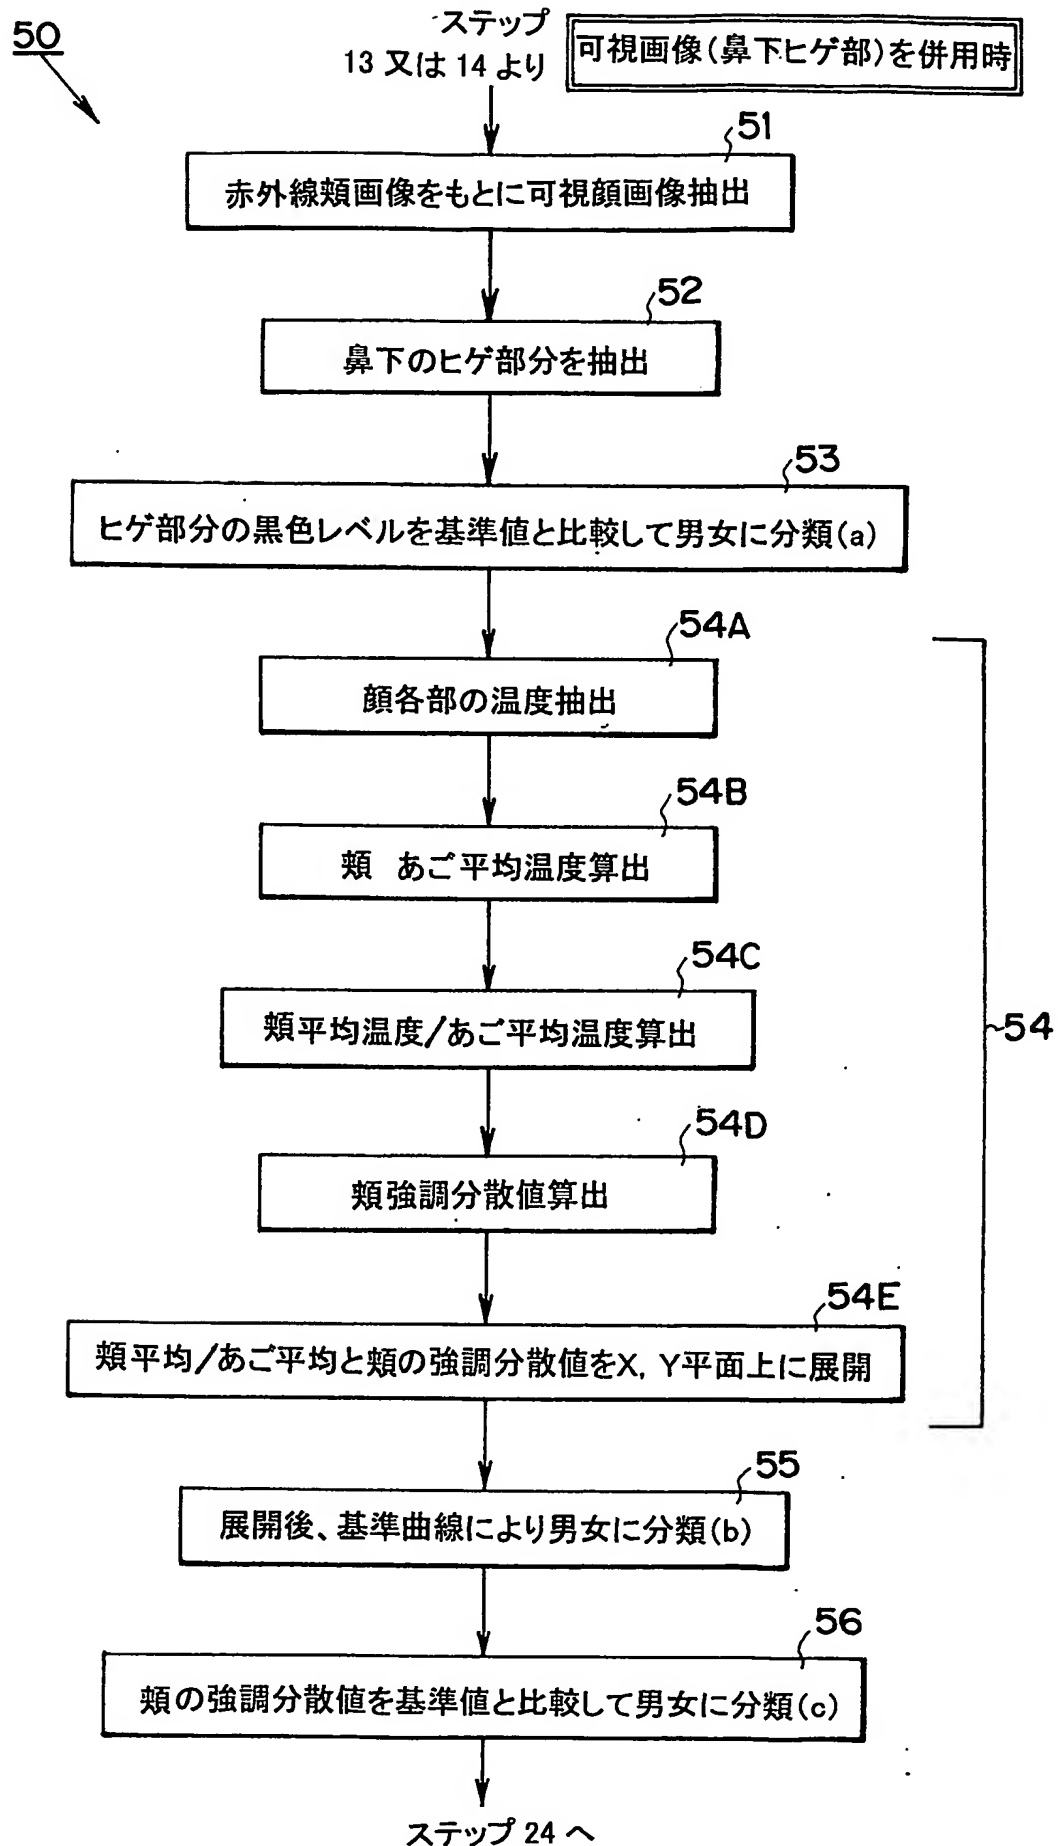 50
ステップ
13 又は 14 より
可視画像(鼻下ヒゲ部)を併用時
51
赤外線頬画像をもとに可視顔画像抽出
52
鼻下のヒゲ部分を抽出
53
ヒゲ部分の黒色レベルを基準値と比較して男女に分類(a)
54A
顔各部の温度抽出
54B
頬 あご平均温度算出
54C
頬平均温度/あご平均温度算出
54
54D
頬強調分散値算出
54E
頬平均/あご平均と頬の強調分散値をX, Y平面上に展開
55
展開後、基準曲線により男女に分類(b)
56
頬の強調分散値を基準値と比較して男女に分類(c)
ステップ 24 へ